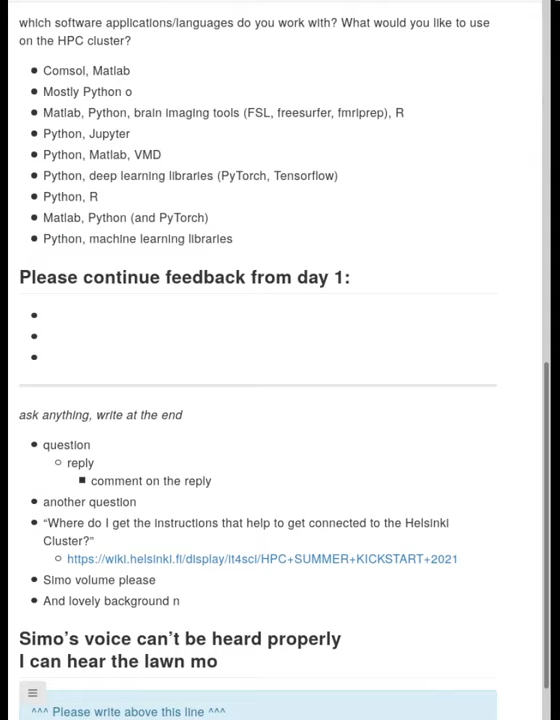 which software applications/languages do you work with? What would you like to use
on the HPC cluster?
Comsol, Matlab
Mostly Python o
Matlab, Python, brain imaging tools (FSL, freesurfer, fmriprep), R
Python, Jupyter
Python, Matlab, VMD
Python, deep learning libraries (PyTorch, Tensorflow)
Python, R
Matlab, Python (and PyTorch)
Python, machine learning libraries
Please continue feedback from day 1:
ask anything, write at the end
question
reply
comment on the reply
another question
“Where do I get the instructions that help to get connected to the Helsinki
Cluster?”
https://wiki.helsinki.fi/display/it4sci/HPC+SUMMER+KICKSTART+2021
Simo volume please
And lovely background n
Simo’s voice can’t be heard properly
I can hear the lawn mo
^^^ Please write above this line ^^^